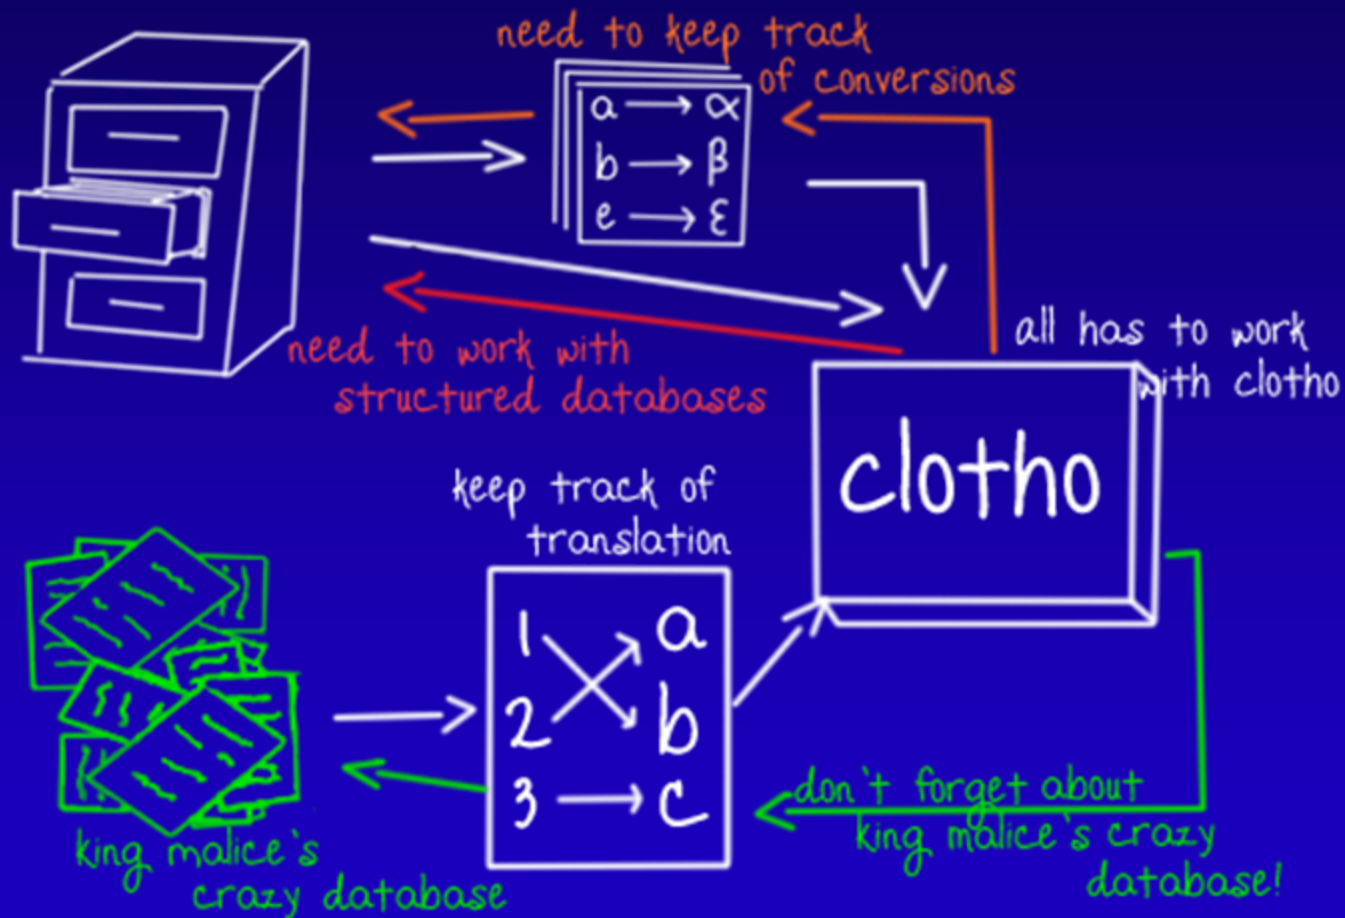 need to keep track
of conversions
a → α
b → β
e → ε
need to work with
structured databases
all has to work
with clotho
clotho
keep track of
translation
1 a
2 b
3 → c
king malice's
crazy database
don't forget about
king malice's crazy
database!